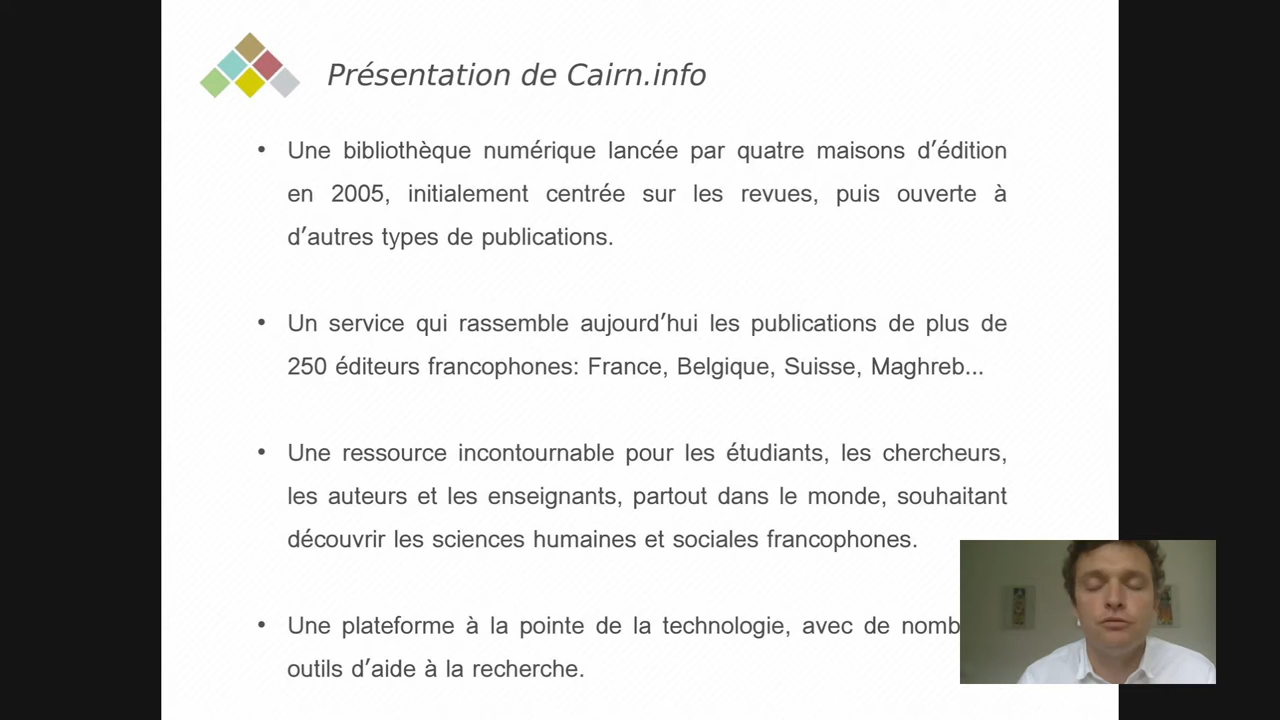 Présentation de Cairn.info
• Une bibliothèque numérique lancée par quatre maisons d’édition
en 2005, initialement centrée sur les revues, puis ouverte à
d’autres types de publications.
• Un service qui rassemble aujourd’hui les publications de plus de
250 éditeurs francophones: France, Belgique, Suisse, Maghreb...
• Une ressource incontournable pour les étudiants, les chercheurs,
les auteurs et les enseignants, partout dans le monde, souhaitant
découvrir les sciences humaines et sociales francophones.
• Une plateforme à la pointe de la technologie, avec de nomb
outils d’aide à la recherche.